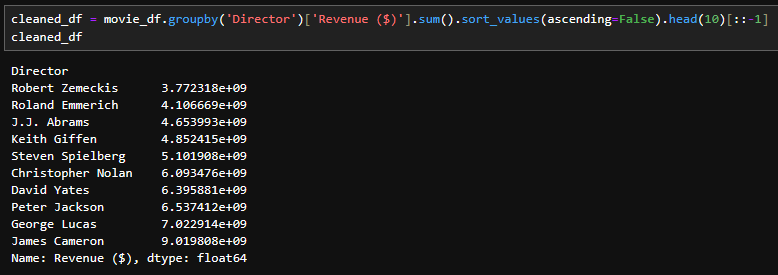 cleaned_df = movie_df.groupby('Director')['Revenue ($)'].sum().sort_values(ascending=False).head(10)[::-1]
cleaned_df
Director
Robert Zemeckis      3.772318e+09
Roland Emmerich      4.106669e+09
J.J. Abrams          4.653993e+09
Keith Giffen         4.852415e+09
Steven Spielberg     5.101908e+09
Christopher Nolan    6.093476e+09
David Yates          6.395881e+09
Peter Jackson        6.537412e+09
George Lucas         7.022914e+09
James Cameron        9.019808e+09
Name: Revenue ($), dtype: float64